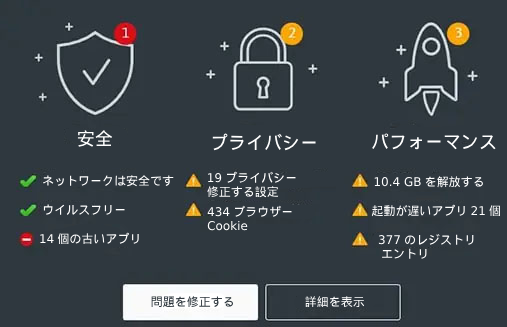 1
2
3
安全
プライバシー
パフォーマンス
ネットワークは安全です
ウイルスフリー
14 個の古いアプリ
19 プライバシー
修正する設定
434 ブラウザー
Cookie
10.4 GB を解放する
起動が遅いアプリ 21 個
377 のレジストリ
エントリ
問題を修正する
詳細を表示